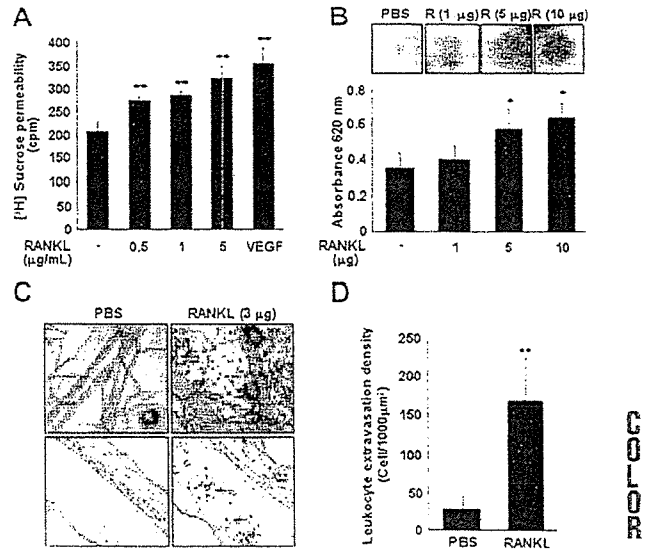 A
[³H] Sucrose permeability
(cpm)
400
350
300
250
200
150
100
50
0
** ** ** **
RANKL
(µg/mL)
- 0.5 1 5 VEGF
B
PBS R (1 µg) R (5 µg) R (10 µg)
Absorbance 620 nm
0.8
0.6
0.4
0.2
0
* *
RANKL
(µg)
- 1 5 10
C
PBS RANKL (3 µg)
D
Leukocyte extravasation density
(Cell/1000µm²)
250
200
150
100
50
0
**
PBS RANKL
COLOR